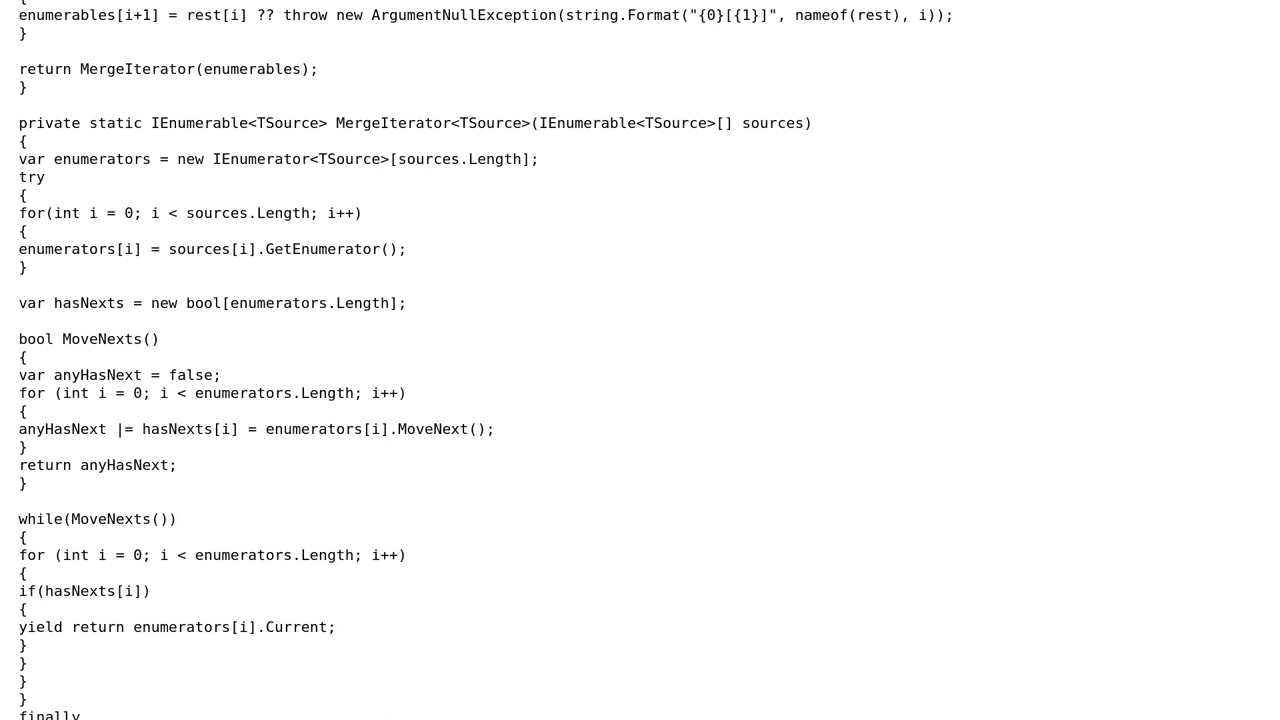 {
enumerables[i+1] = rest[i] ?? throw new ArgumentNullException(string.Format("{0}[{1}]", nameof(rest), i));
}

return MergeIterator(enumerables);
}

private static IEnumerable<TSource> MergeIterator<TSource>(IEnumerable<TSource>[] sources)
{
var enumerators = new IEnumerator<TSource>[sources.Length];
try
{
for(int i = 0; i < sources.Length; i++)
{
enumerators[i] = sources[i].GetEnumerator();
}

var hasNexts = new bool[enumerators.Length];

bool MoveNexts()
{
var anyHasNext = false;
for (int i = 0; i < enumerators.Length; i++)
{
anyHasNext |= hasNexts[i] = enumerators[i].MoveNext();
}
return anyHasNext;
}

while(MoveNexts())
{
for (int i = 0; i < enumerators.Length; i++)
{
if(hasNexts[i])
{
yield return enumerators[i].Current;
}
}
}
}
finally